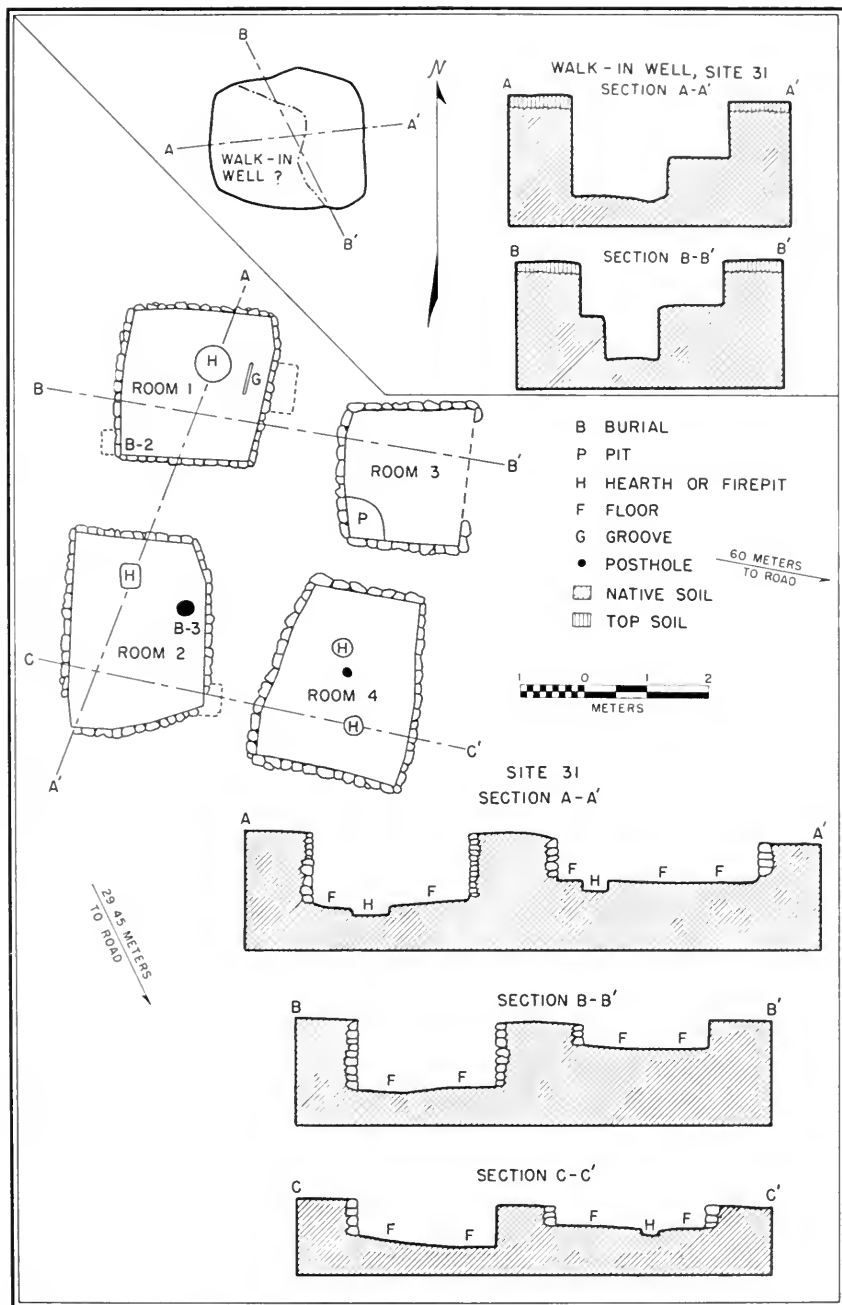 B
N
A
A'
WALK-IN
WELL ?
B'
WALK-IN WELL, SITE 31
SECTION A-A'
A
A'
SECTION B-B'
B
B'
A
H
ROOM 1
G
B
B-2
B'
ROOM 3
P
H
B-3
ROOM 2
C
H
ROOM 4
H
C'
A'
B BURIAL
P PIT
H HEARTH OR FIREPIT
F FLOOR
G GROOVE
POSTHOLE
NATIVE SOIL
TOP SOIL
60 METERS
TO ROAD
1 0 1 2
METERS
29 45 METERS
TO ROAD
SITE 31
SECTION A-A'
A
A'
F H F F H F F
SECTION B-B'
B
B'
F F F F
SECTION C-C'
C
C'
F F F H F